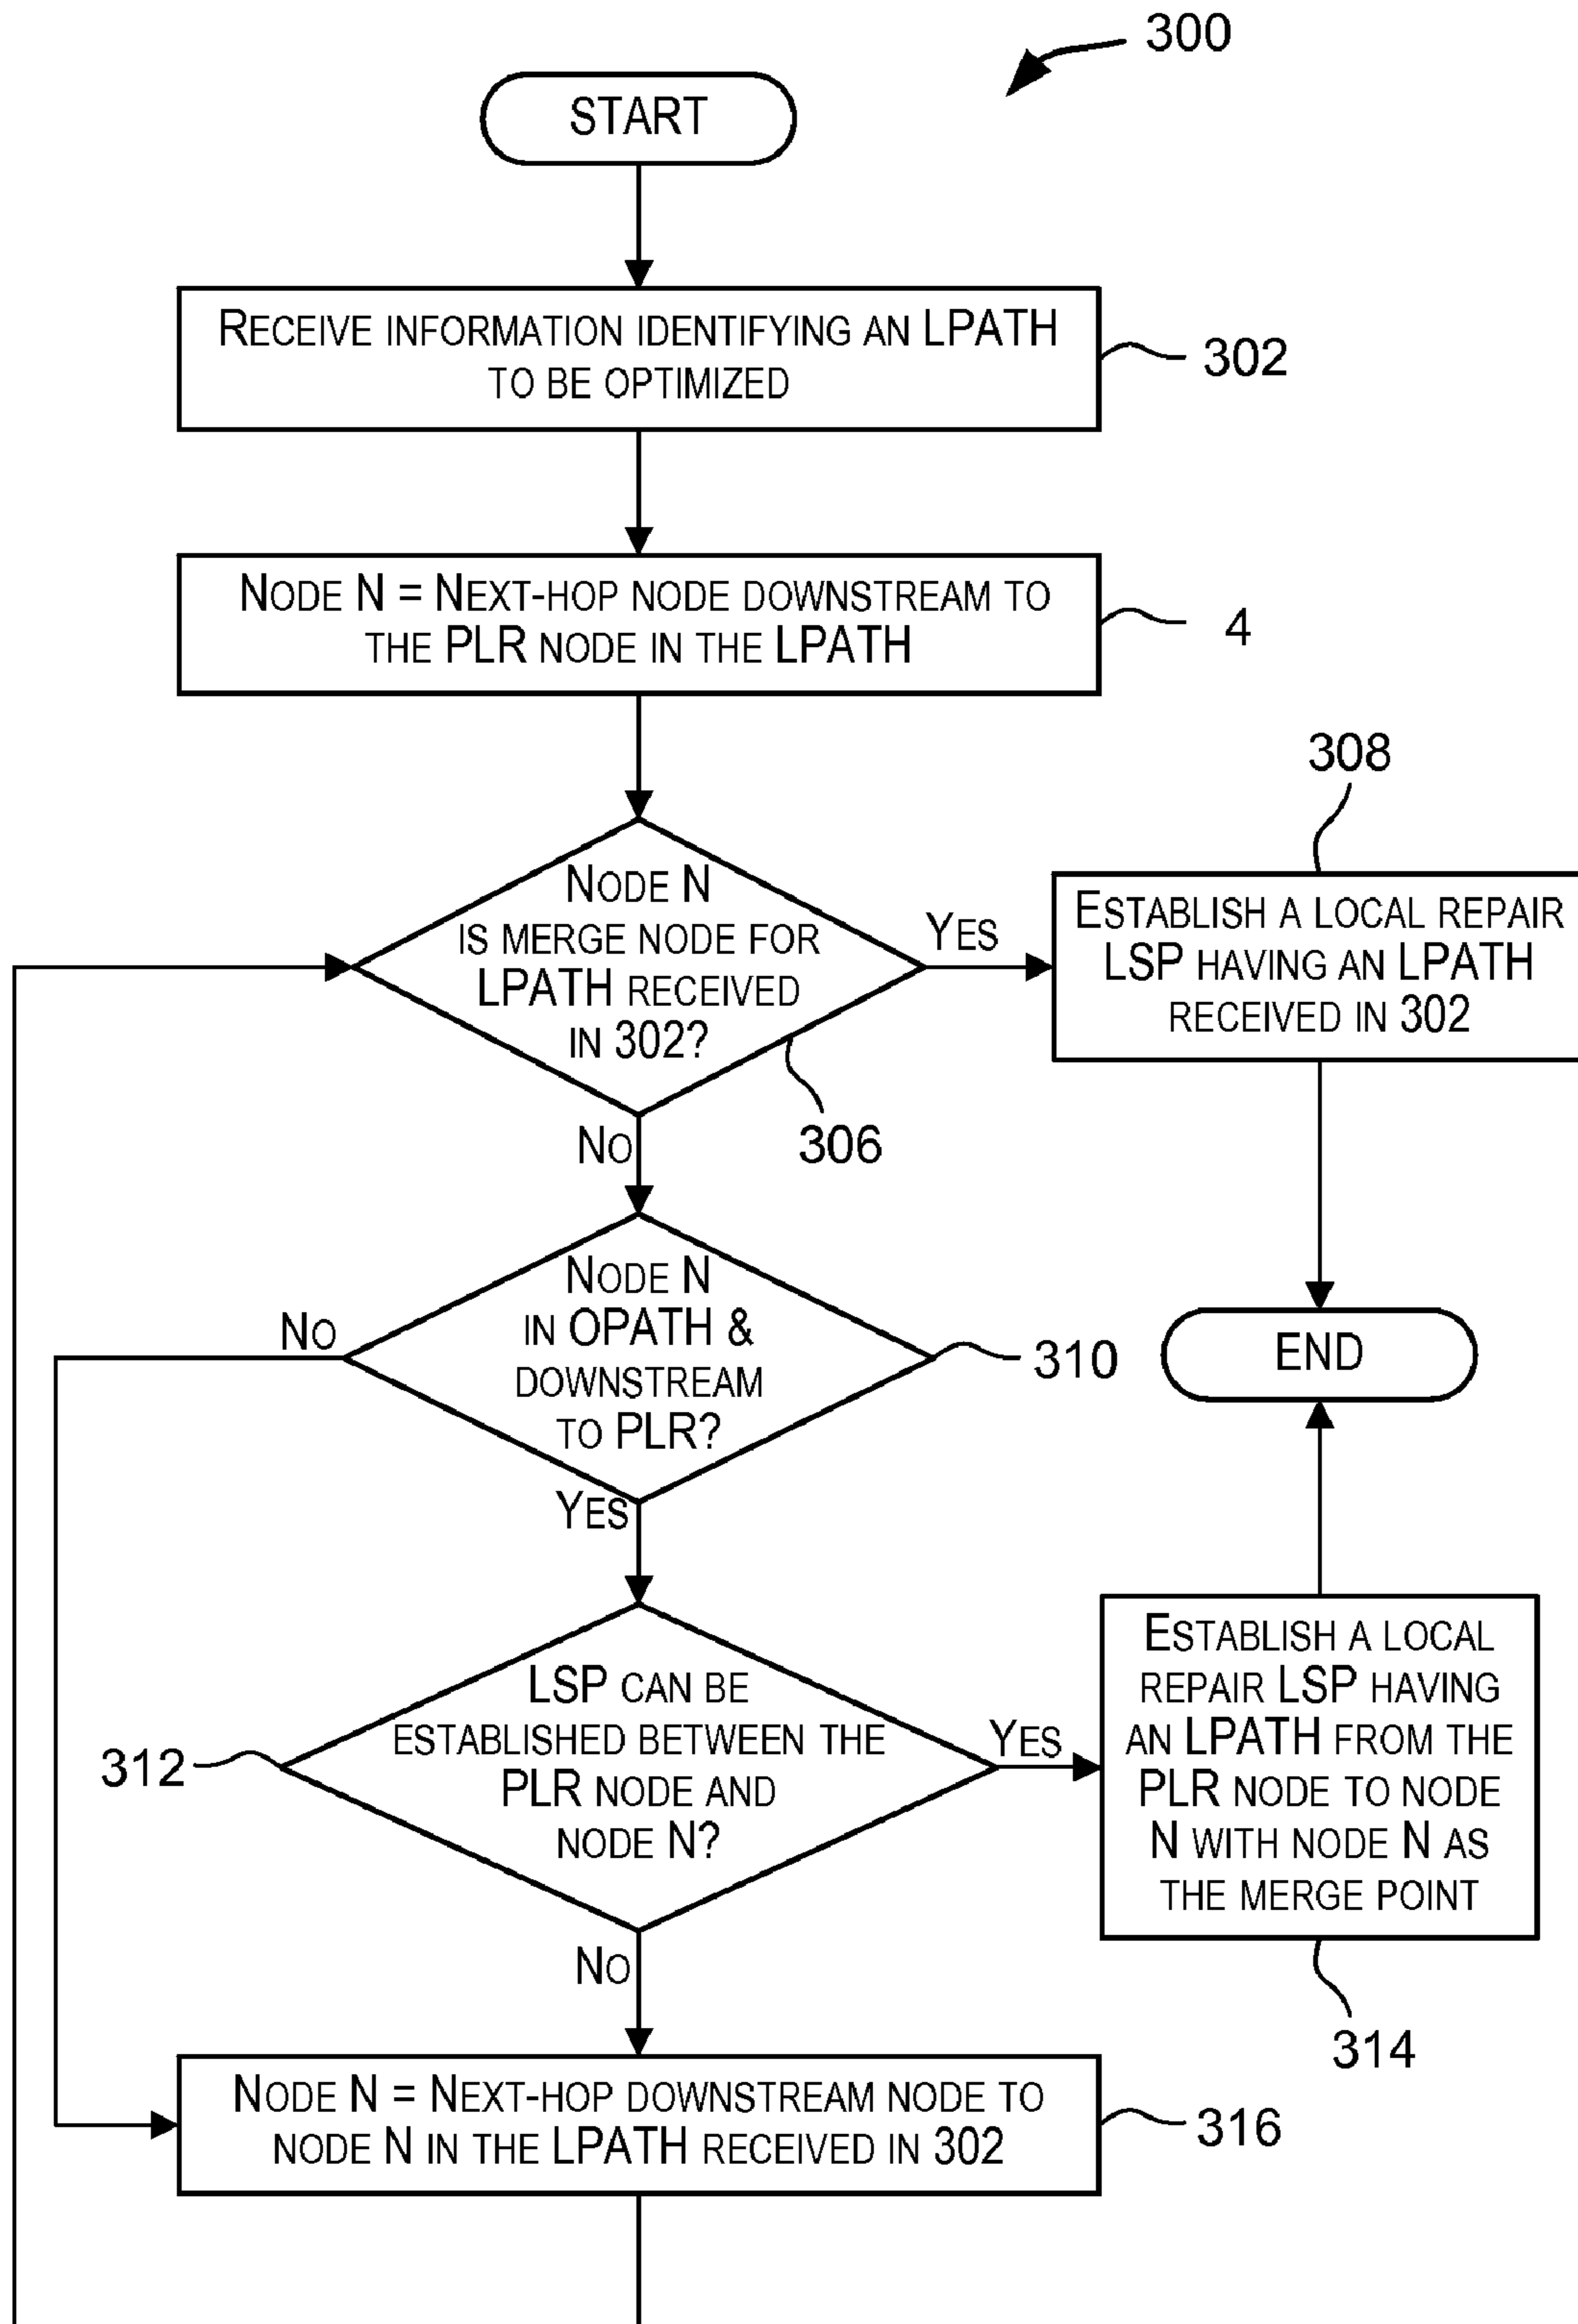 300
START
RECEIVE INFORMATION IDENTIFYING AN LPATH
TO BE OPTIMIZED
302
NODE N = NEXT-HOP NODE DOWNSTREAM TO
THE PLR NODE IN THE LPATH
4
NODE N
IS MERGE NODE FOR
LPATH RECEIVED
IN 302?
306
YES
308
ESTABLISH A LOCAL REPAIR
LSP HAVING AN LPATH
RECEIVED IN 302
NO
NODE N
IN OPATH &
DOWNSTREAM
TO PLR?
310
NO
END
YES
LSP CAN BE
ESTABLISHED BETWEEN THE
PLR NODE AND
NODE N?
312
YES
ESTABLISH A LOCAL
REPAIR LSP HAVING
AN LPATH FROM THE
PLR NODE TO NODE
N WITH NODE N AS
THE MERGE POINT
314
NO
NODE N = NEXT-HOP DOWNSTREAM NODE TO
NODE N IN THE LPATH RECEIVED IN 302
316